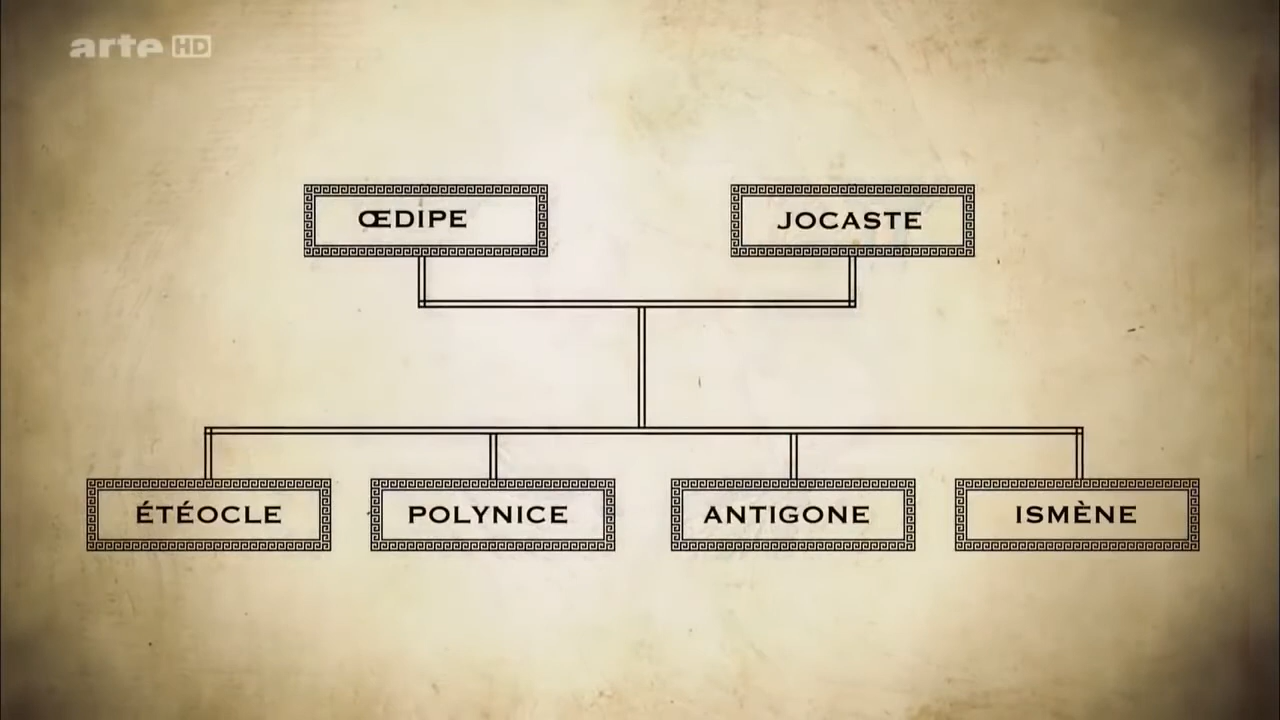 arte HD
ŒDIPE
JOCASTE
ÉTÉOCLE
POLYNICE
ANTIGONE
ISMÈNE